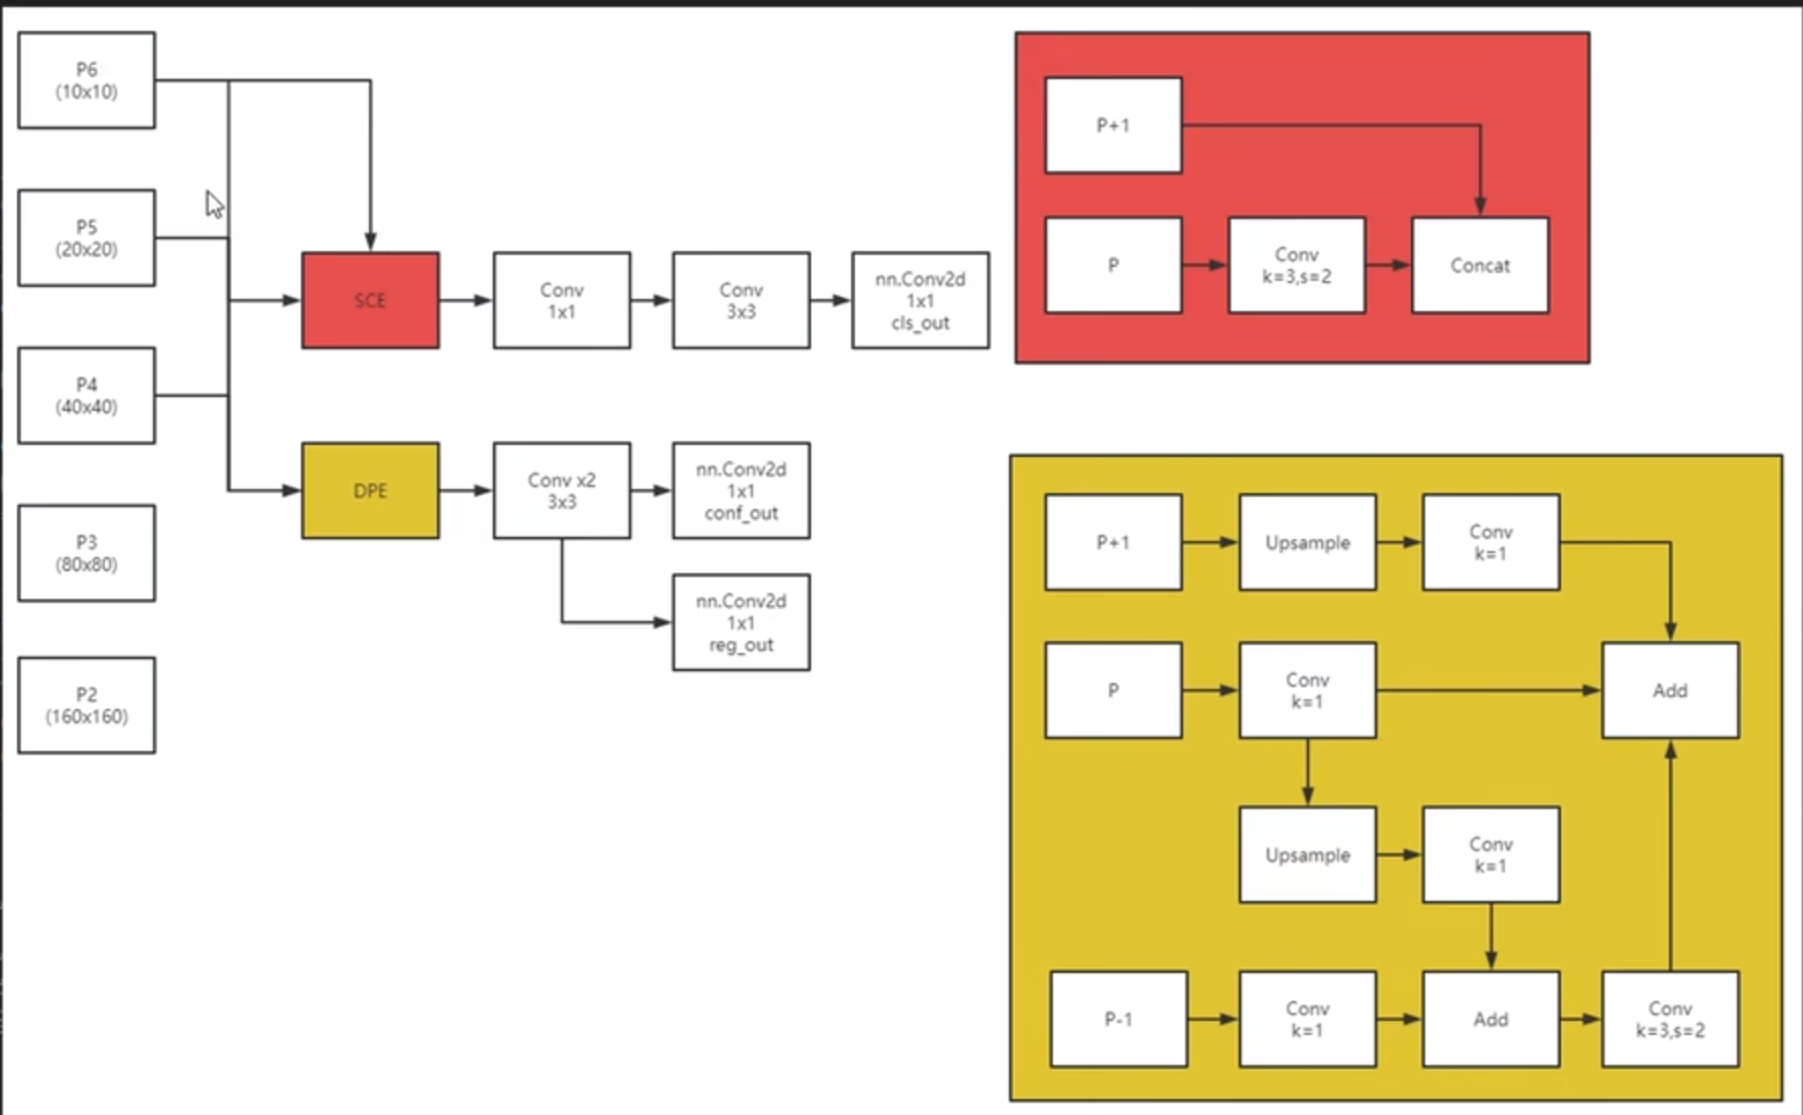 P6
(10x10)
P5
(20x20)
P4
(40x40)
P3
(80x80)
P2
(160x160)
SCE
Conv
1x1
Conv
3x3
nn.Conv2d
1x1
cls_out
DPE
Conv x2
3x3
nn.Conv2d
1x1
conf_out
nn.Conv2d
1x1
reg_out
P+1
P
Conv
k=3,s=2
Concat
P+1
Upsample
Conv
k=1
P
Conv
k=1
Add
Upsample
Conv
k=1
P-1
Conv
k=1
Add
Conv
k=3,s=2